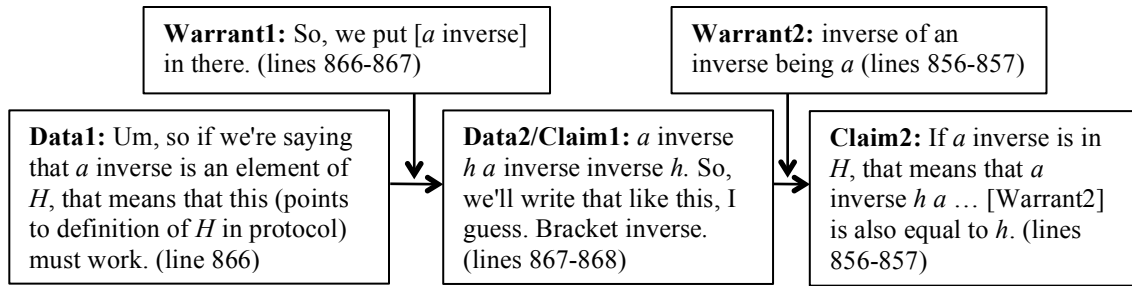 Warrant1: So, we put [a inverse]
in there. (lines 866-867)
Warrant2: inverse of an
inverse being a (lines 856-857)
Data1: Um, so if we're saying
that a inverse is an element of
H, that means that this (points
to definition of H in protocol)
must work. (line 866)
Data2/Claim1: a inverse
h a inverse inverse h. So,
we'll write that like this, I
guess. Bracket inverse.
(lines 867-868)
Claim2: If a inverse is in
H, that means that a
inverse h a … [Warrant2]
is also equal to h. (lines
856-857)